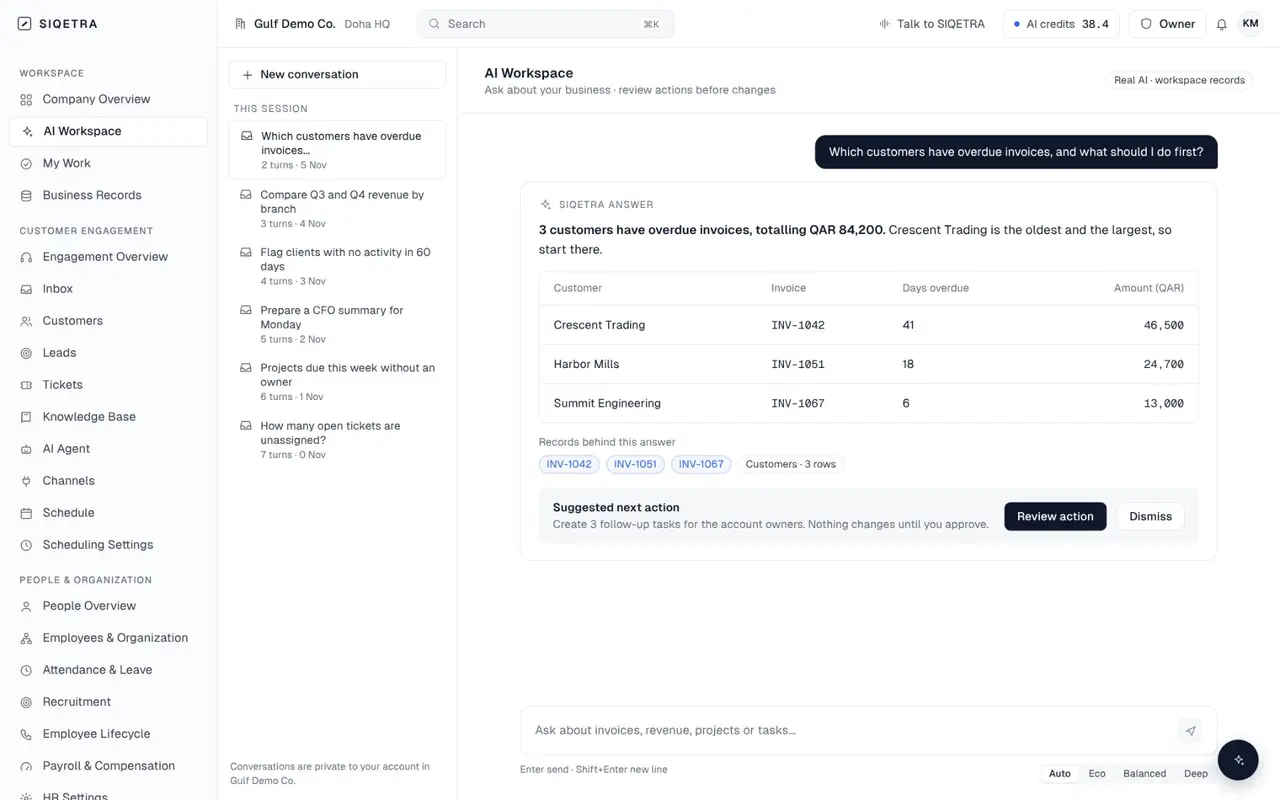 SIQETRA
Gulf Demo Co. Doha HQ
Search ⌘K
Talk to SIQETRA
AI credits 38.4
Owner
KM
WORKSPACE
Company Overview
AI Workspace
My Work
Business Records
CUSTOMER ENGAGEMENT
Engagement Overview
Inbox
Customers
Leads
Tickets
Knowledge Base
AI Agent
Channels
Schedule
Scheduling Settings
PEOPLE & ORGANIZATION
People Overview
Employees & Organization
Attendance & Leave
Recruitment
Employee Lifecycle
Payroll & Compensation
HR Settings
New conversation
THIS SESSION
Which customers have overdue
invoices…
2 turns · 5 Nov
Compare Q3 and Q4 revenue by
branch
3 turns · 4 Nov
Flag clients with no activity in 60
days
4 turns · 3 Nov
Prepare a CFO summary for
Monday
5 turns · 2 Nov
Projects due this week without an
owner
6 turns · 1 Nov
How many open tickets are
unassigned?
7 turns · 0 Nov
Conversations are private to your account in
Gulf Demo Co.
AI Workspace
Ask about your business · review actions before changes
Real AI · workspace records
Which customers have overdue invoices, and what should I do first?
SIQETRA ANSWER
3 customers have overdue invoices, totalling QAR 84,200. Crescent Trading is the oldest and the largest, so
start there.
Customer Invoice Days overdue Amount (QAR)
Crescent Trading INV-1042 41 46,500
Harbor Mills INV-1051 18 24,700
Summit Engineering INV-1067 6 13,000
Records behind this answer
INV-1042 INV-1051 INV-1067 Customers · 3 rows
Suggested next action
Create 3 follow-up tasks for the account owners. Nothing changes until you approve.
Review action Dismiss
Ask about invoices, revenue, projects or tasks…
Enter send · Shift+Enter new line
Auto Eco Balanced Deep